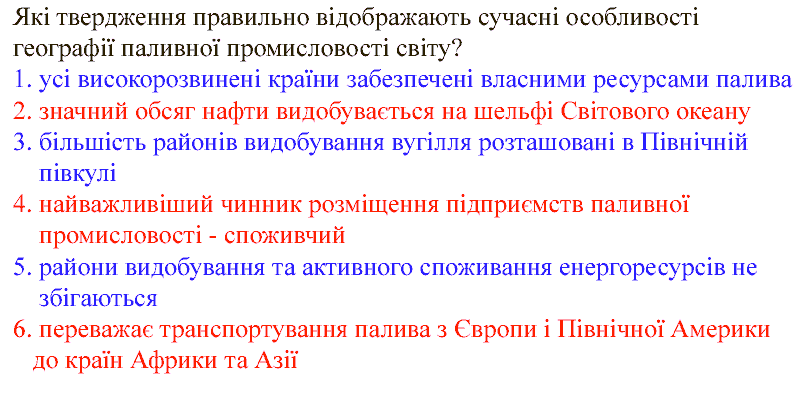 Які твердження правильно відображають сучасні особливості
географії паливної промисловості світу?
1. усі високорозвинені країни забезпечені власними ресурсами палива
2. значний обсяг нафти видобувається на шельфі Світового океану
3. більшість районів видобування вугілля розташовані в Північній
півкулі
4. найважливіший чинник розміщення підприємств паливної
промисловості - споживчий
5. райони видобування та активного споживання енергоресурсів не
збігаються
6. переважає транспортування палива з Європи і Північної Америки
до країн Африки та Азії